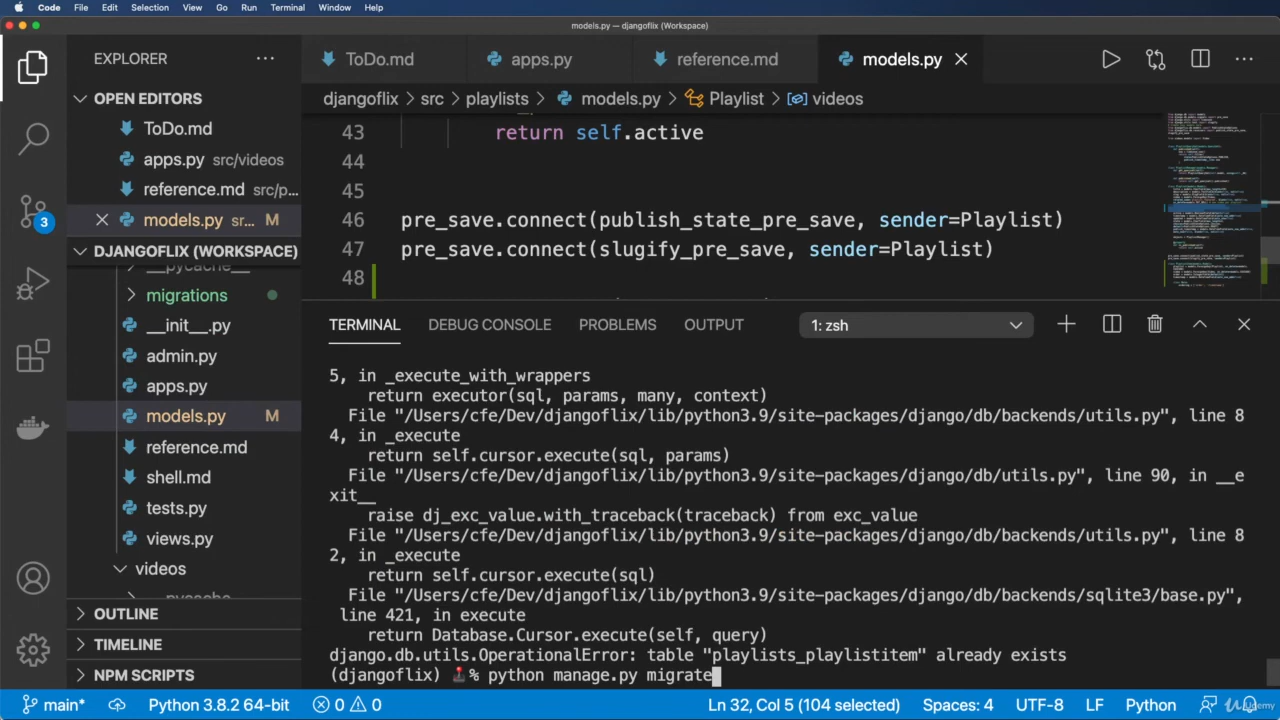 Code File Edit Selection View Go Run Terminal Window Help
models.py — djangoflix (Workspace)
EXPLORER
ToDo.md apps.py reference.md models.py
OPEN EDITORS
ToDo.md
apps.py src/videos
reference.md src/p...
models.py sr... M
3
DJANGOFLIX (WORKSPACE)
__pycache__
migrations
__init__.py
admin.py
apps.py
models.py M
reference.md
shell.md
tests.py
views.py
videos
__pycache__
OUTLINE
TIMELINE
NPM SCRIPTS
djangoflix > src > playlists > models.py > Playlist > videos
43 return self.active
44
45
46 pre_save.connect(publish_state_pre_save, sender=Playlist)
47 pre_save.connect(slugify_pre_save, sender=Playlist)
48
TERMINAL DEBUG CONSOLE PROBLEMS OUTPUT 1: zsh
5, in _execute_with_wrappers
return executor(sql, params, many, context)
File "/Users/cfe/Dev/djangoflix/lib/python3.9/site-packages/django/db/backends/utils.py", line 8
4, in _execute
return self.cursor.execute(sql, params)
File "/Users/cfe/Dev/djangoflix/lib/python3.9/site-packages/django/db/utils.py", line 90, in __e
xit__
raise dj_exc_value.with_traceback(traceback) from exc_value
File "/Users/cfe/Dev/djangoflix/lib/python3.9/site-packages/django/db/backends/utils.py", line 8
2, in _execute
return self.cursor.execute(sql)
File "/Users/cfe/Dev/djangoflix/lib/python3.9/site-packages/django/db/backends/sqlite3/base.py",
line 421, in execute
return Database.Cursor.execute(self, query)
django.db.utils.OperationalError: table "playlists_playlistitem" already exists
(djangoflix) 🕹% python manage.py migrate
main* Python 3.8.2 64-bit 0 0 Ln 32, Col 5 (104 selected) Spaces: 4 UTF-8 LF Python
Udemy